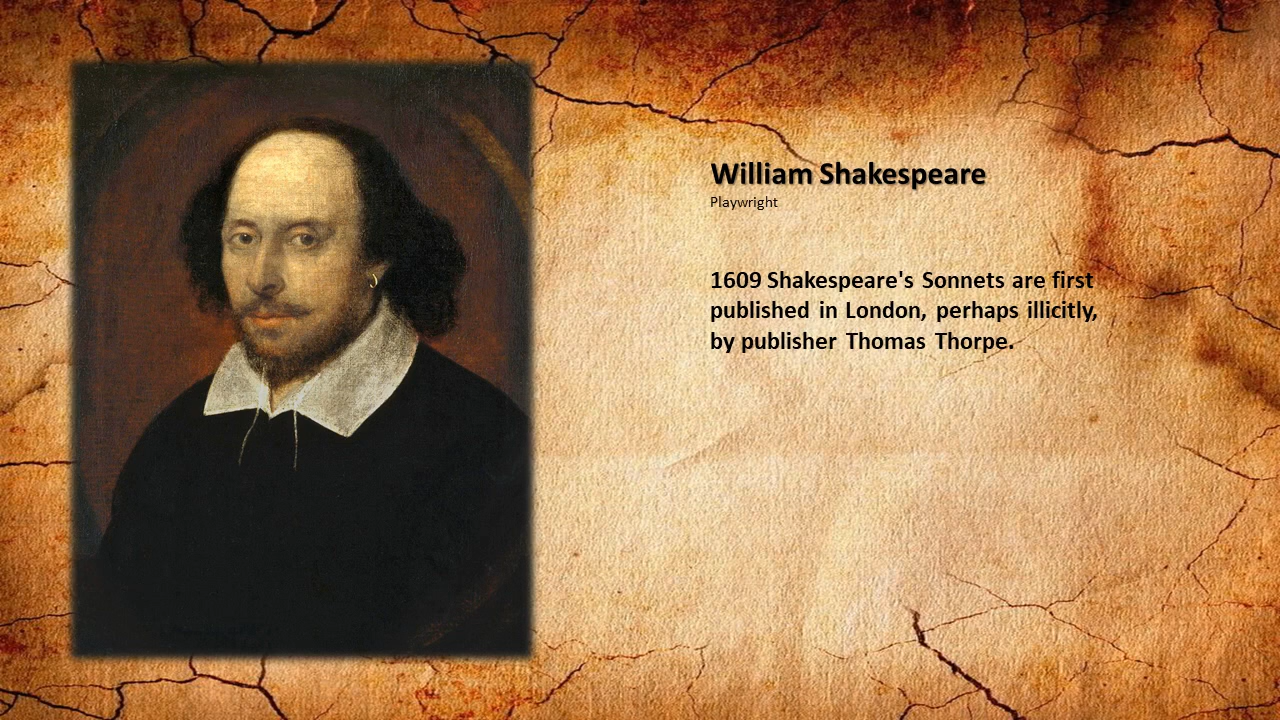 William Shakespeare
Playwright
1609 Shakespeare's Sonnets are first
published in London, perhaps illicitly,
by publisher Thomas Thorpe.